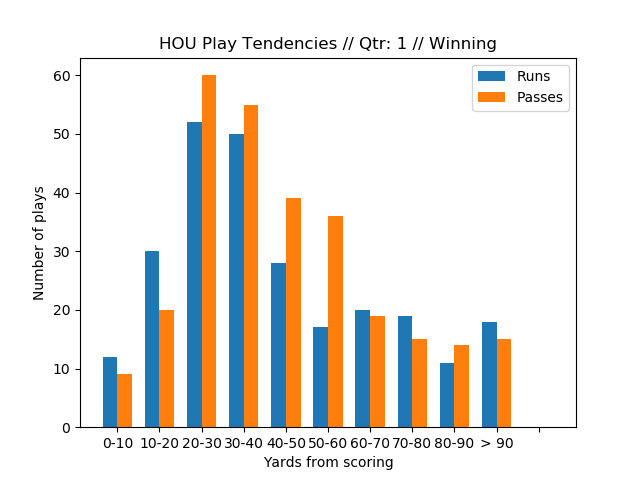 HOU Play Tendencies // Qtr: 1 // Winning
Runs
Passes
60
50
40
30
20
10
0
Number of plays
0-10 10-20 20-30 30-40 40-50 50-60 60-70 70-80 80-90 > 90
Yards from scoring